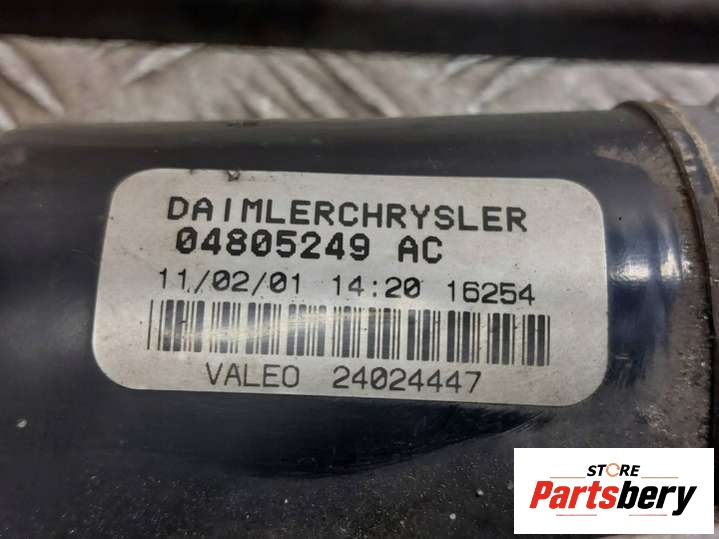 DAIMLERCHRYSLER
04805249 AC
11/02/01 14:20 16254
VALEO 24024447
STORE
Partsbery